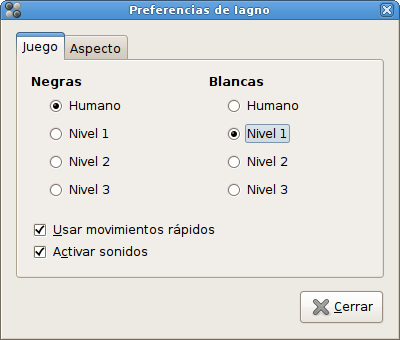 Preferencias de Iagno
Juego Aspecto
Negras Blancas
Humano Humano
Nivel 1 Nivel 1
Nivel 2 Nivel 2
Nivel 3 Nivel 3
Usar movimientos rápidos
Activar sonidos
Cerrar